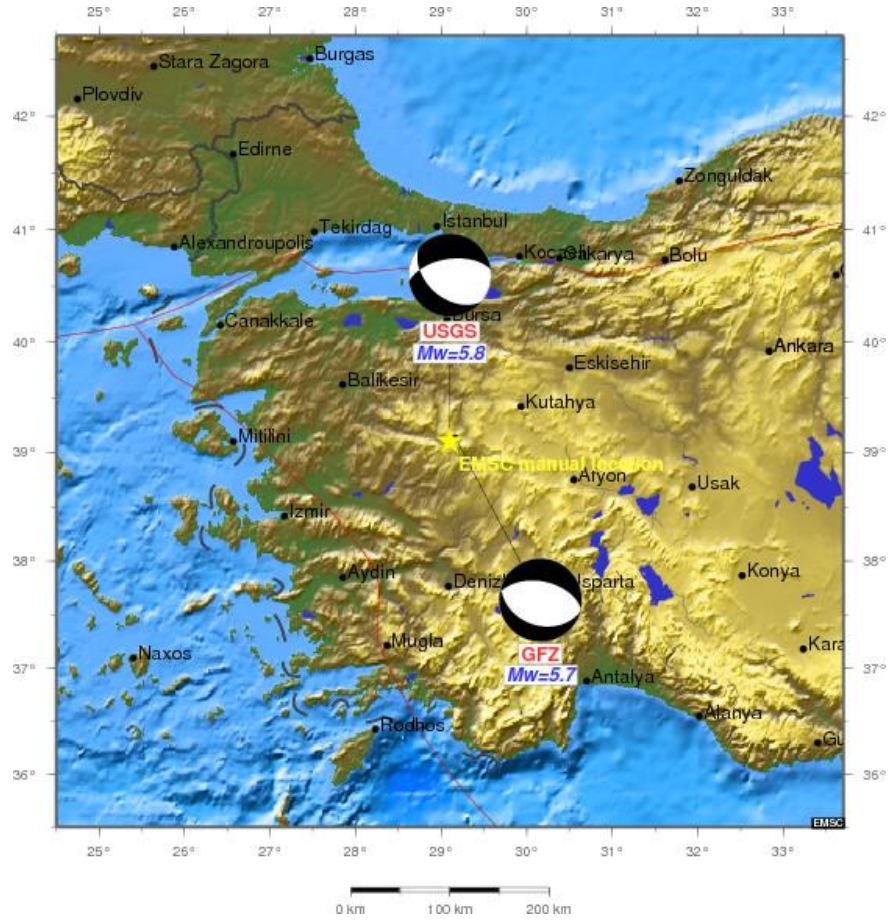 25° 26° 27° 28° 29° 30° 31° 32° 33°
Burgas
Stara Zagora
Plovdiv
42° 42°
Edirne
Zonguldak
41° Tekirdag Istanbul 41°
Alexandroupolis Kocaeli Sakarya Bolu
Canakkale Bursa
USGS
Mw=5.8
40° Ankara 40°
Eskisehir
Balikesir
Kutahya
39° Mitilini 39°
EMSC manual location
Afyon Usak
Izmir
38° Aydin Denizli Isparta Konya 38°
Mugla
Naxos Kara
37° GFZ 37°
Mw=5.7 Antalya
Rodhos Alanya
Gu
36° 36°
EMSC
25° 26° 27° 28° 29° 30° 31° 32° 33°
0 km 100 km 200 km